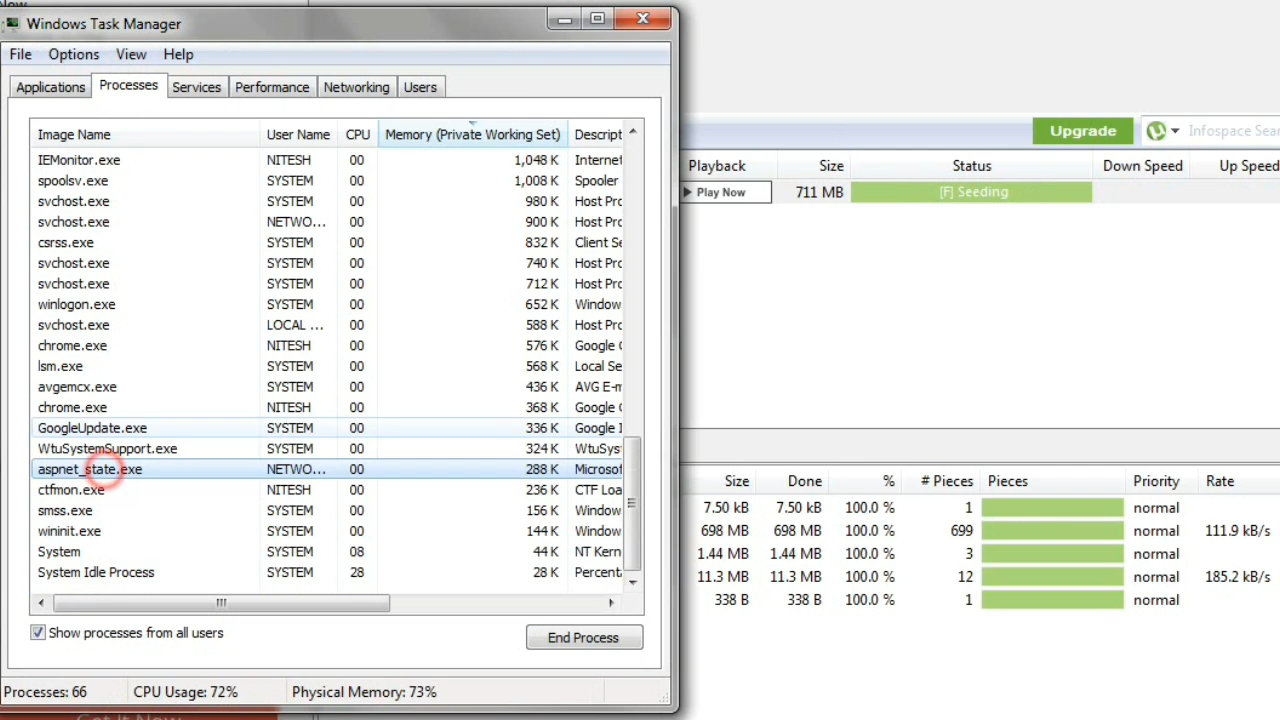 Windows Task Manager
File Options View Help
Applications Processes Services Performance Networking Users
Image Name User Name CPU Memory (Private Working Set) Descript
IEMonitor.exe NITESH 00 1,048 K Internet
spoolsv.exe SYSTEM 00 1,008 K Spooler
svchost.exe SYSTEM 00 980 K Host Pro
svchost.exe NETWO... 00 900 K Host Pro
csrss.exe SYSTEM 00 832 K Client Se
svchost.exe SYSTEM 00 740 K Host Pro
svchost.exe SYSTEM 00 712 K Host Pro
winlogon.exe SYSTEM 00 652 K Window
svchost.exe LOCAL ... 00 588 K Host Pro
chrome.exe NITESH 00 576 K Google
lsm.exe SYSTEM 00 568 K Local Se
avgemcx.exe SYSTEM 00 436 K AVG E-m
chrome.exe NITESH 00 368 K Google
GoogleUpdate.exe SYSTEM 00 336 K Google I
WtuSystemSupport.exe SYSTEM 00 324 K WtuSys
aspnet_state.exe NETWO... 00 288 K Microsof
ctfmon.exe NITESH 00 236 K CTF Loa
smss.exe SYSTEM 00 156 K Window
wininit.exe SYSTEM 00 144 K Window
System SYSTEM 08 44 K NT Kern
System Idle Process SYSTEM 28 28 K Percent
Show processes from all users
End Process
Processes: 66 CPU Usage: 72% Physical Memory: 73%
Upgrade Infospace Sear
Playback Size Status Down Speed Up Speed
Play Now 711 MB [F] Seeding
Size Done % # Pieces Pieces Priority Rate
7.50 kB 7.50 kB 100.0 % 1 normal
698 MB 698 MB 100.0 % 699 normal 111.9 kB/s
1.44 MB 1.44 MB 100.0 % 3 normal
11.3 MB 11.3 MB 100.0 % 12 normal 185.2 kB/s
338 B 338 B 100.0 % 1 normal